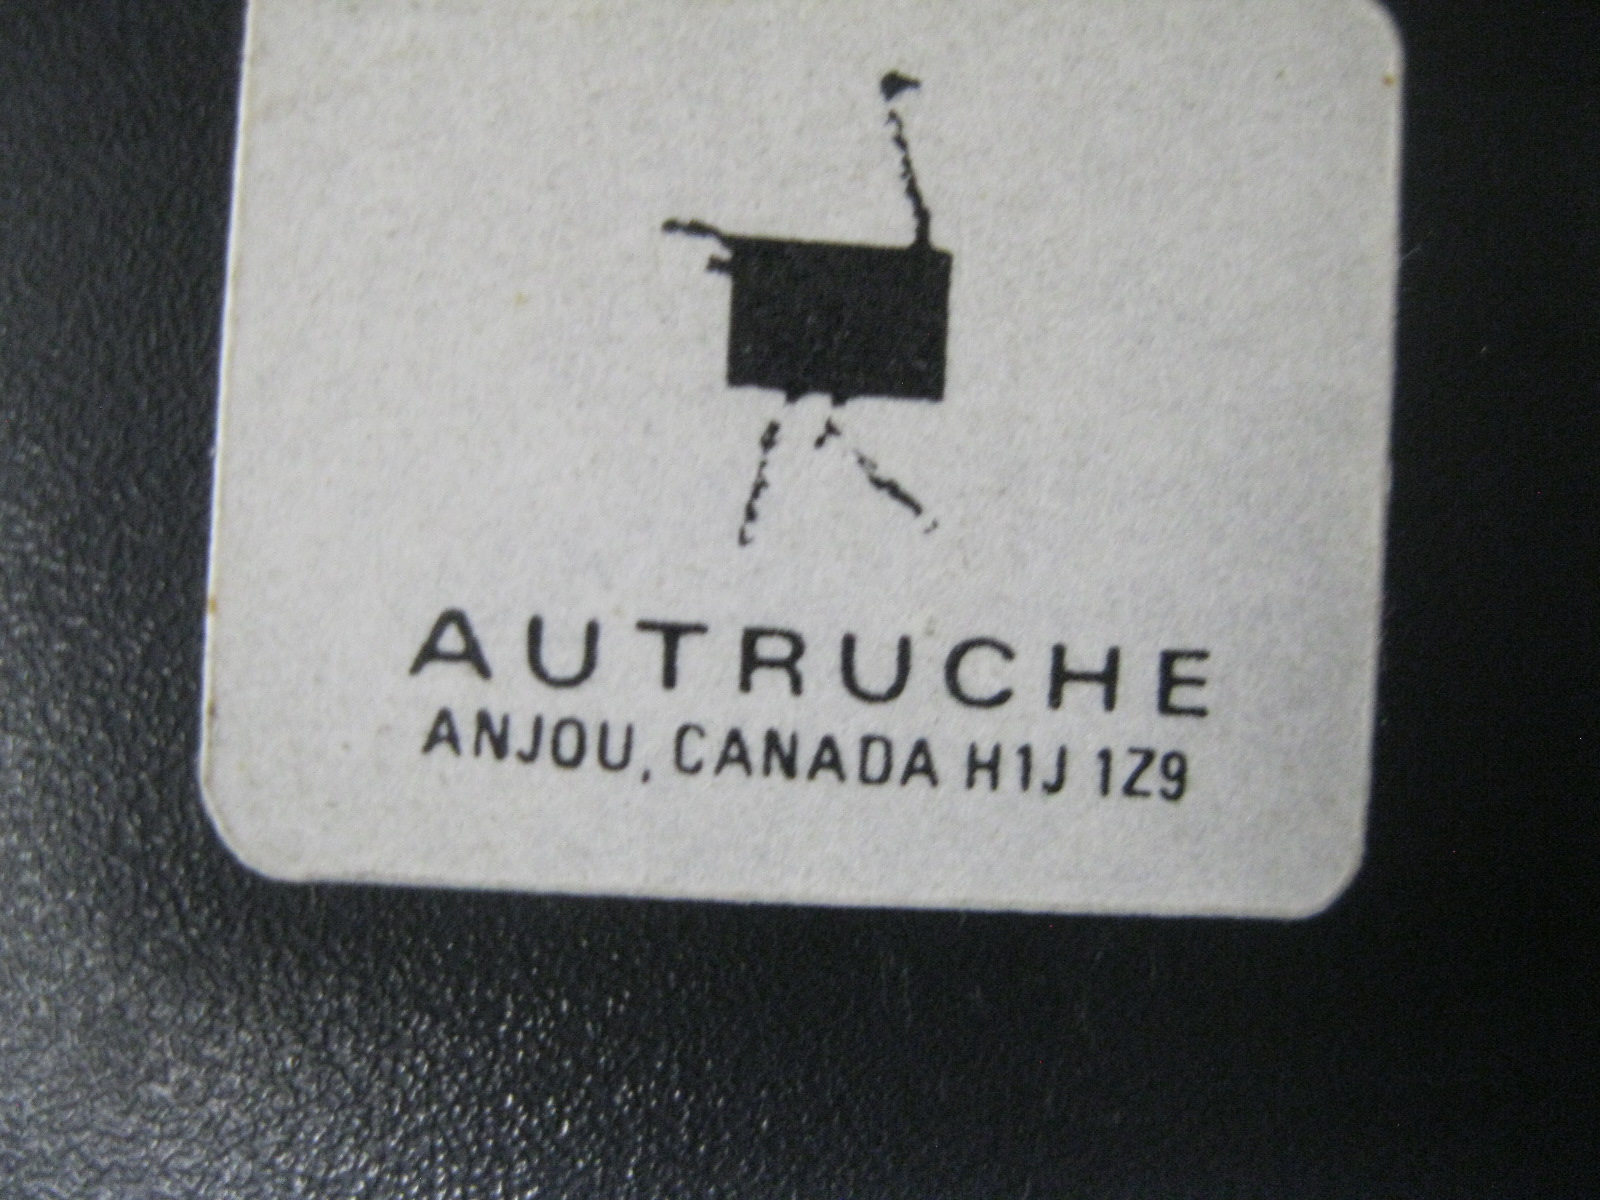 AUTRUCHE
ANJOU, CANADA H1J 1Z9